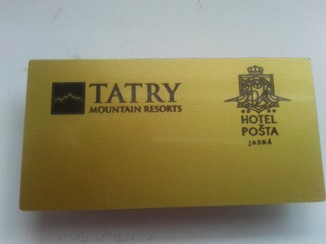 TATRY
MOUNTAIN RESORTS
HOTEL
POŠTA
JASNÁ